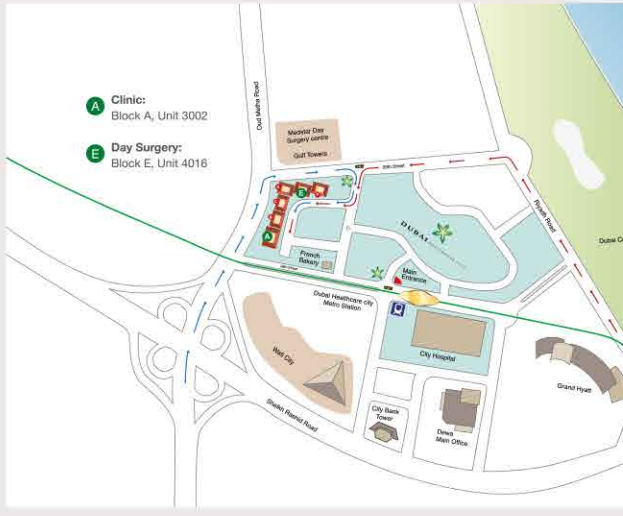 A
Clinic:
Block A, Unit 3002
E
Day Surgery:
Block E, Unit 4016
Oud Metha Road
Medstar Day
Surgery centre
Gulf Towers
Riyadh Road
E
A
DUBAI
French
Bakery
Main
Entrance
Dubai Healthcare city
Metro Station
Wafi City
City Hospital
Grand Hyatt
City Bank
Tower
Dewa
Main Office
Sheikh Rashid Road